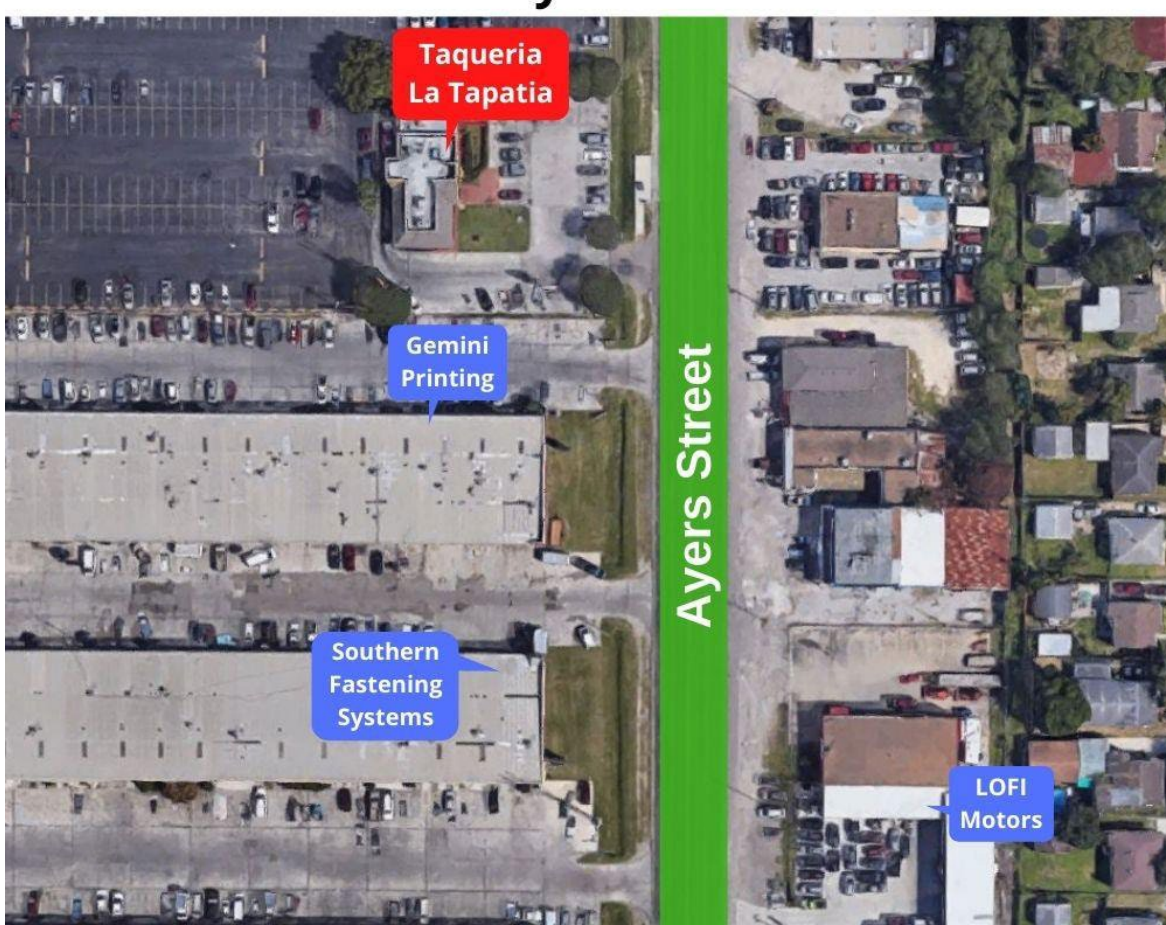 Taqueria
La Tapatia
Gemini
Printing
Ayers Street
Southern
Fastening
Systems
LOFI
Motors